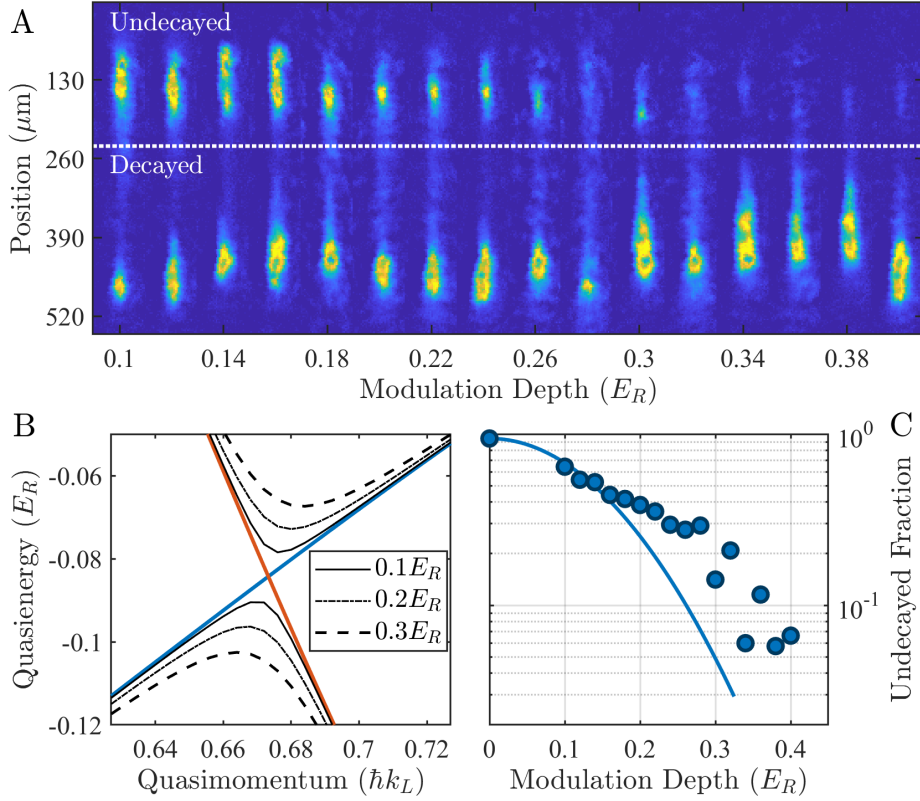 A
Undecayed
Decayed
Position (μm)
130
260
390
520
0.1 0.14 0.18 0.22 0.26 0.3 0.34 0.38
Modulation Depth (E_R)
B
Quasienergy (E_R)
-0.06
-0.08
-0.1
-0.12
0.1E_R
0.2E_R
0.3E_R
0.64 0.66 0.68 0.7 0.72
Quasimomentum (ħk_L)
C
10^0
10^-1
Undecayed Fraction
0 0.1 0.2 0.3 0.4
Modulation Depth (E_R)